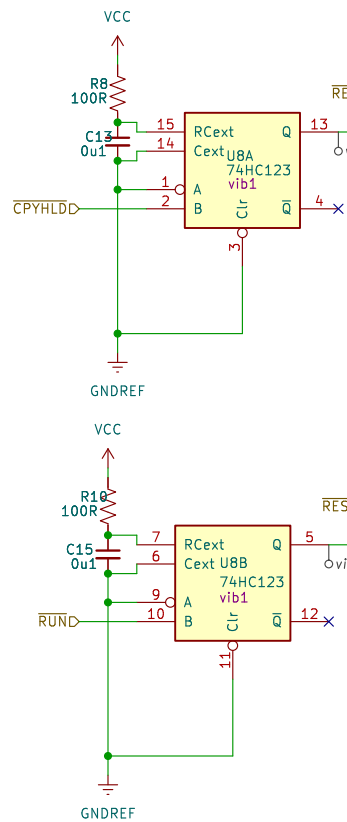 VCC
R8
100R
C13
0u1
15
14
1
2
RCext
Cext
A
B
U8A
74HC123
vib1
Clr
3
Q
13
Q
4
CPYHLD
GNDREF
VCC
R10
100R
C15
0u1
7
6
9
10
RCext
Cext
A
B
U8B
74HC123
vib1
Clr
11
Q
5
Q
12
RUN
GNDREF
RES
vi